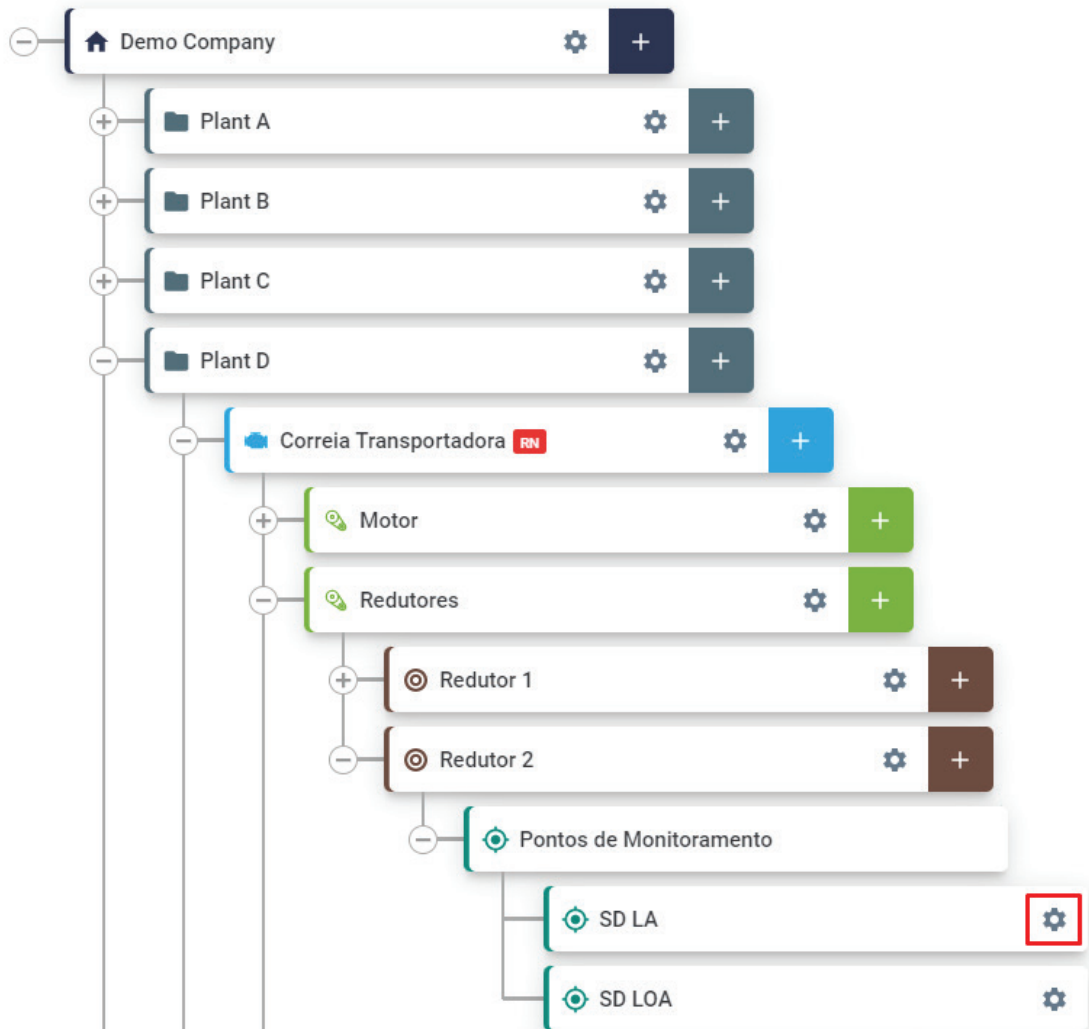 Demo Company
Plant A
Plant B
Plant C
Plant D
Correia Transportadora RN
Motor
Redutores
Redutor 1
Redutor 2
Pontos de Monitoramento
SD LA
SD LOA